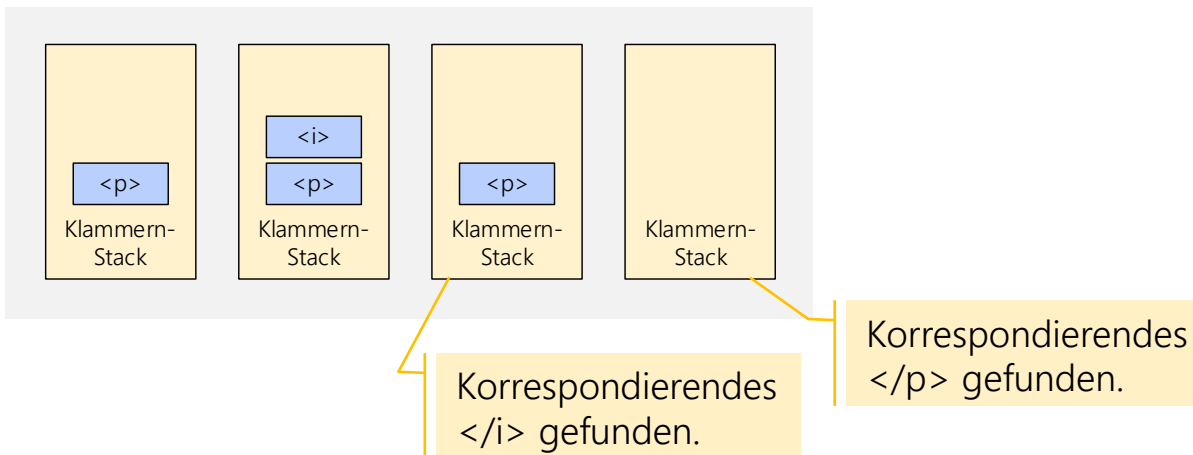 <p>
Klammern-
Stack
<i>
<p>
Klammern-
Stack
<p>
Klammern-
Stack
Klammern-
Stack
Korrespondierendes
</i> gefunden.
Korrespondierendes
</p> gefunden.